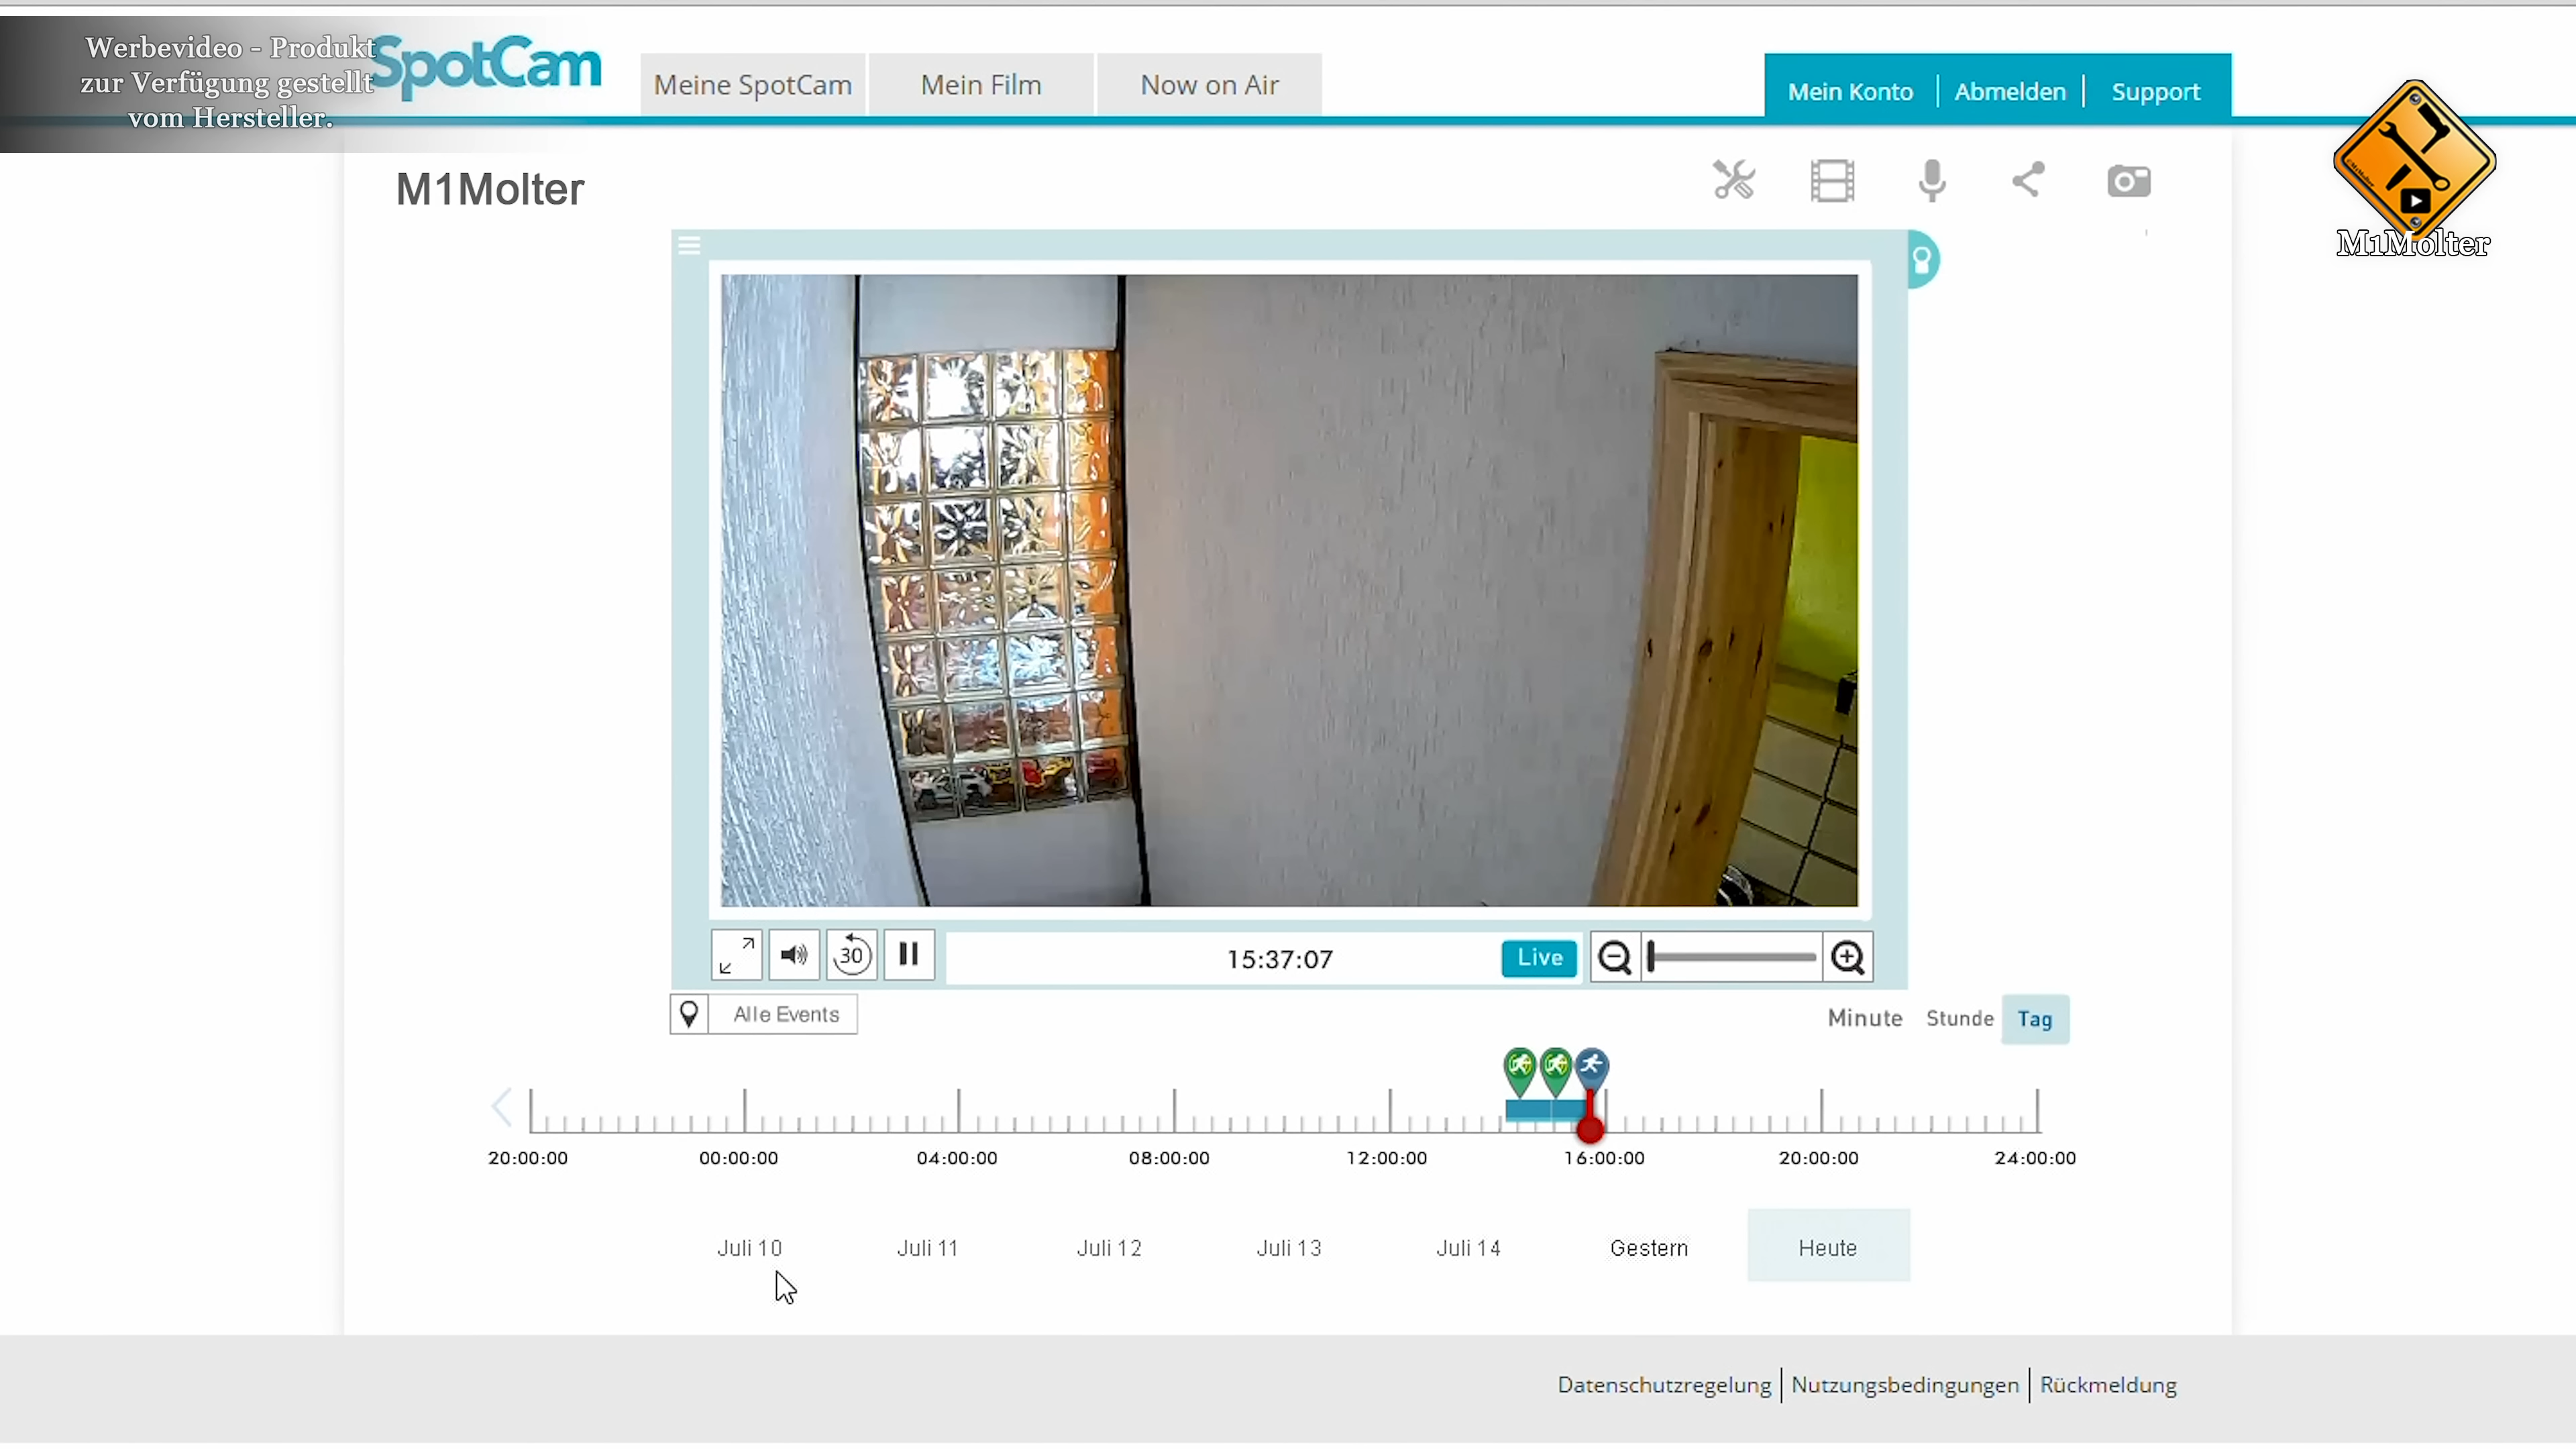 Werbevideo - Produkt
zur Verfügung gestellt
vom Hersteller.
SpotCam
Meine SpotCam
Mein Film
Now on Air
Mein Konto
Abmelden
Support
M1Molter
M1Molter
30
15:37:07
Live
Alle Events
Minute
Stunde
Tag
20:00:00
00:00:00
04:00:00
08:00:00
12:00:00
16:00:00
20:00:00
24:00:00
Juli 10
Juli 11
Juli 12
Juli 13
Juli 14
Gestern
Heute
Datenschutzregelung
Nutzungsbedingungen
Rückmeldung